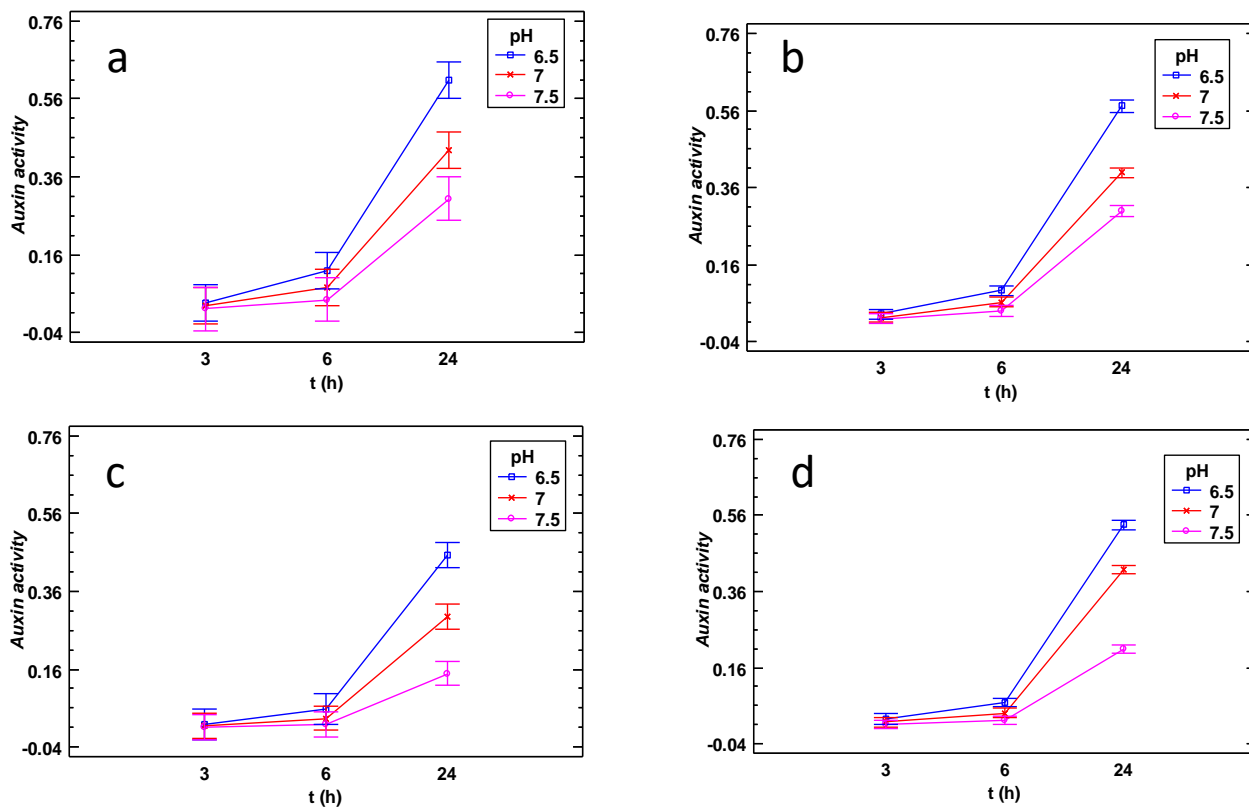 a
pH
6.5
7
7.5
Auxin activity
0.76
0.56
0.36
0.16
-0.04
3 6 24
t (h)
b
pH
6.5
7
7.5
Auxin activity
0.76
0.56
0.36
0.16
-0.04
3 6 24
t (h)
c
pH
6.5
7
7.5
Auxin activity
0.76
0.56
0.36
0.16
-0.04
3 6 24
t (h)
d
pH
6.5
7
7.5
Auxin activity
0.76
0.56
0.36
0.16
-0.04
3 6 24
t (h)